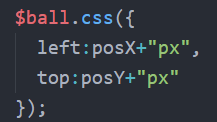 $ball.css({
left:posX+"px",
top:posY+"px"
});